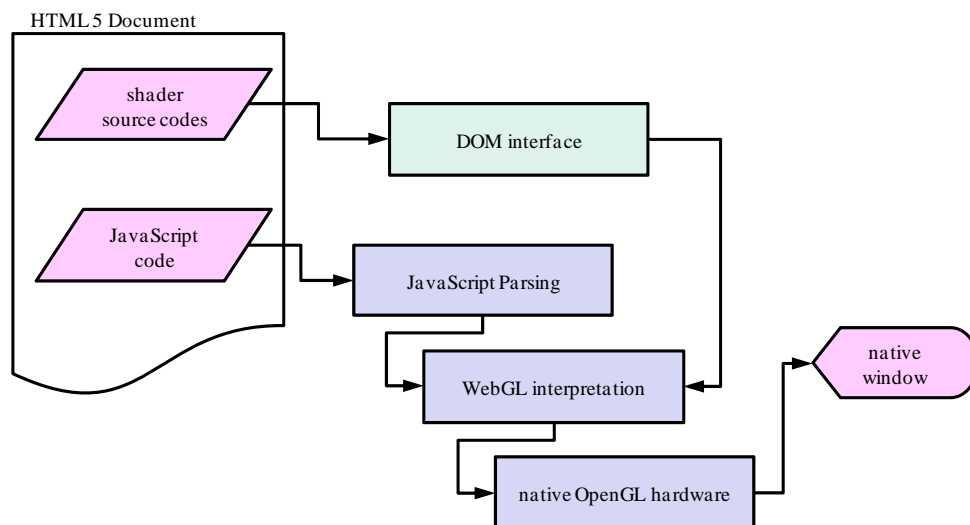 HTML 5 Document
shader
source codes
DOM interface
JavaScript
code
JavaScript Parsing
WebGL interpretation
native
window
native OpenGL hardware